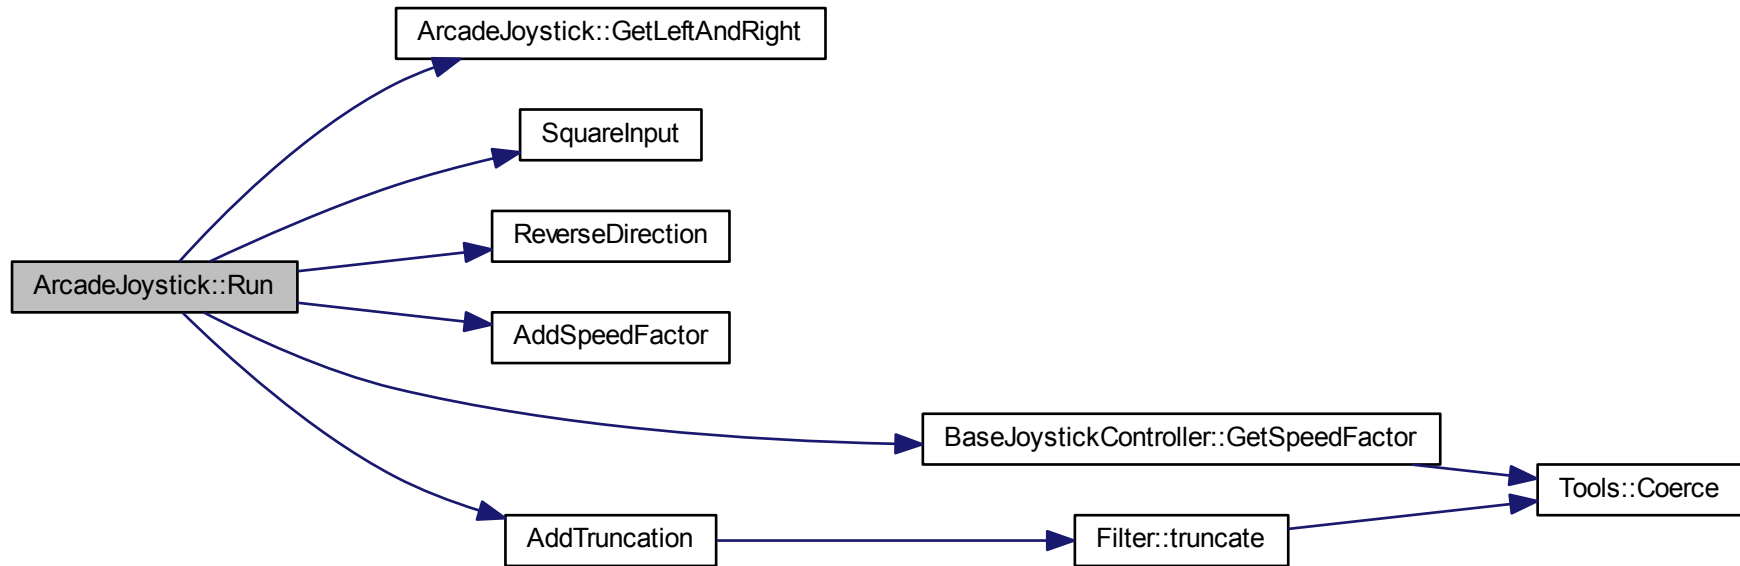 ArcadeJoystick::GetLeftAndRight
SquareInput
ReverseDirection
ArcadeJoystick::Run
AddSpeedFactor
BaseJoystickController::GetSpeedFactor
Tools::Coerce
AddTruncation
Filter::truncate